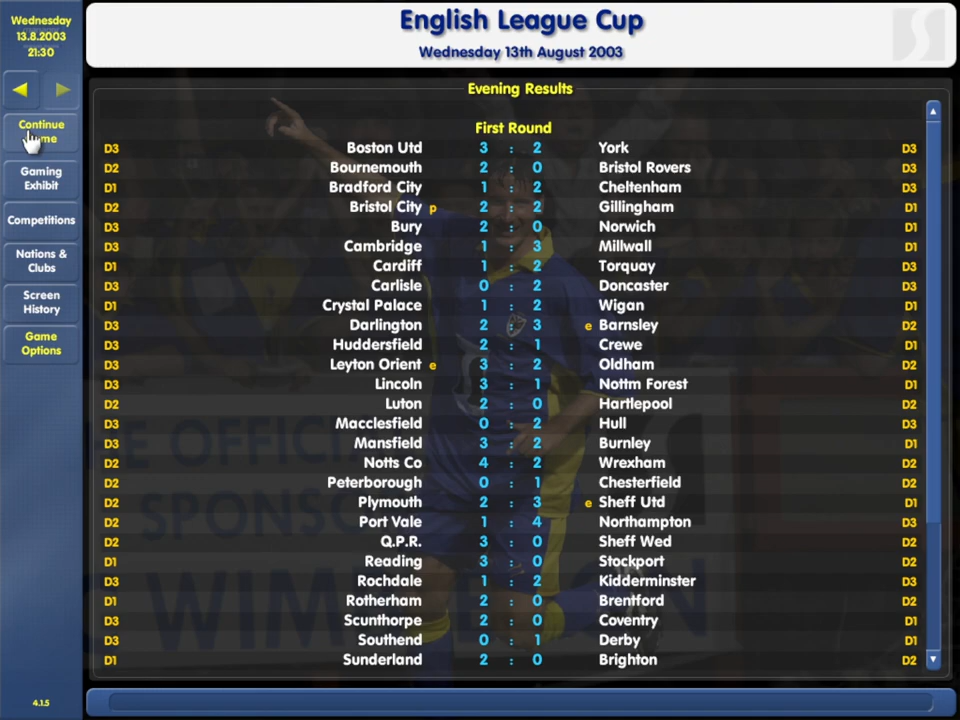 Wednesday
13.8.2003
21:30
English League Cup
Wednesday 13th August 2003
Continue
Gaming
Exhibit
Competitions
Nations &
Clubs
Screen
History
Game
Options
4.1.5
Evening Results
First Round
D3 Boston Utd 3 : 2 York D3
D2 Bournemouth 2 : 0 Bristol Rovers D3
D1 Bradford City 1 : 2 Cheltenham D3
D2 Bristol City p 2 : 2 Gillingham D1
D3 Bury 2 : 0 Norwich D1
D3 Cambridge 1 : 3 Millwall D1
D1 Cardiff 1 : 2 Torquay D3
D3 Carlisle 0 : 2 Doncaster D3
D1 Crystal Palace 1 : 2 Wigan D1
D3 Darlington 2 : 3 e Barnsley D2
D3 Huddersfield 2 : 1 Crewe D1
D3 Leyton Orient e 3 : 2 Oldham D2
D3 Lincoln 3 : 1 Nottm Forest D1
D2 Luton 2 : 0 Hartlepool D2
D3 Macclesfield 0 : 2 Hull D3
D3 Mansfield 3 : 2 Burnley D1
D2 Notts Co 4 : 2 Wrexham D2
D2 Peterborough 0 : 1 Chesterfield D2
D2 Plymouth 2 : 3 e Sheff Utd D1
D2 Port Vale 1 : 4 Northampton D3
D2 Q.P.R. 3 : 0 Sheff Wed D2
D1 Reading 3 : 0 Stockport D2
D3 Rochdale 1 : 2 Kidderminster D3
D1 Rotherham 2 : 0 Brentford D2
D3 Scunthorpe 2 : 0 Coventry D1
D3 Southend 0 : 1 Derby D1
D1 Sunderland 2 : 0 Brighton D2